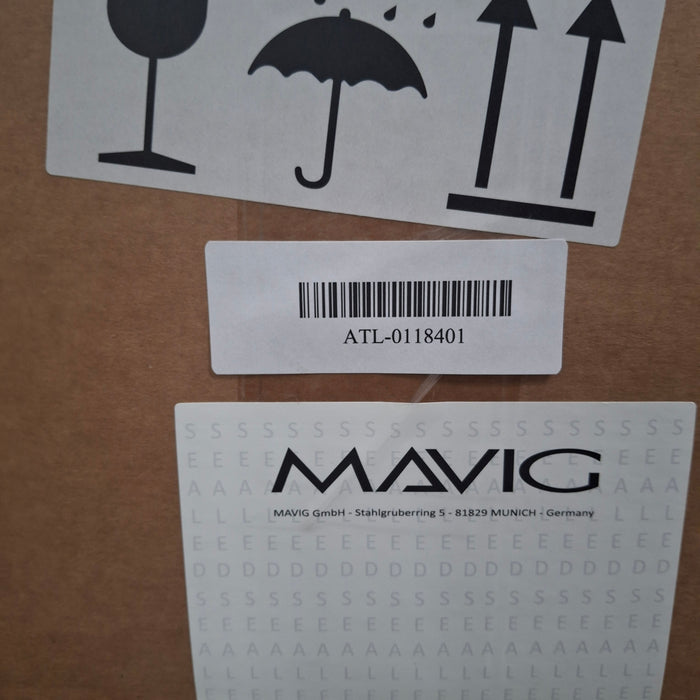 ATL-0118401
S S S S S S S S S S S S S S S S S S S S
MAVIG
MAVIG GmbH - Stahlgruberring 5 - 81829 MUNICH - Germany
E E E E E E E E E E E E E E E E E E E
D D D D D D D D D D D D D D D D D D D
S S S S S S S S S S S S S S S S S S S
E E E E E E E E E E E E E E E E E E E
A A A A A A A A A A A A A A A A A A A
L L L L L L L L L L L L L L L L L L L